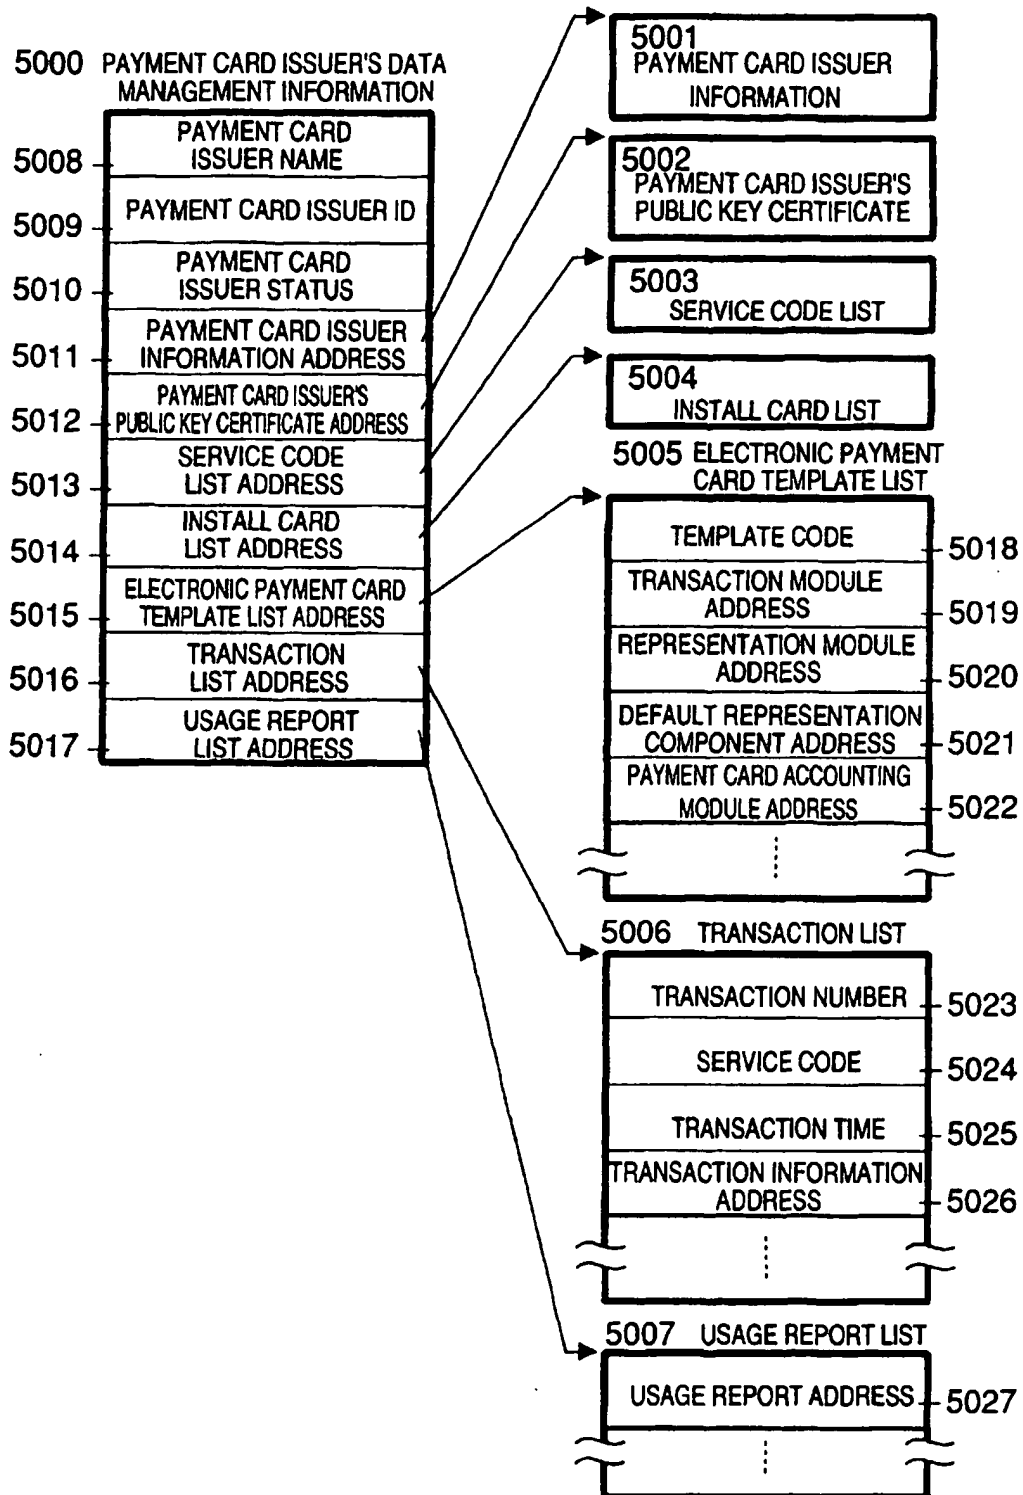 5000 PAYMENT CARD ISSUER'S DATA
MANAGEMENT INFORMATION
PAYMENT CARD
ISSUER NAME
5008
PAYMENT CARD ISSUER ID
5009
PAYMENT CARD
ISSUER STATUS
5010
PAYMENT CARD ISSUER
INFORMATION ADDRESS
5011
PAYMENT CARD ISSUER'S
PUBLIC KEY CERTIFICATE ADDRESS
5012
SERVICE CODE
LIST ADDRESS
5013
INSTALL CARD
LIST ADDRESS
5014
ELECTRONIC PAYMENT CARD
TEMPLATE LIST ADDRESS
5015
TRANSACTION
LIST ADDRESS
5016
USAGE REPORT
LIST ADDRESS
5017
5001
PAYMENT CARD ISSUER
INFORMATION
5002
PAYMENT CARD ISSUER'S
PUBLIC KEY CERTIFICATE
5003
SERVICE CODE LIST
5004
INSTALL CARD LIST
5005 ELECTRONIC PAYMENT
CARD TEMPLATE LIST
TEMPLATE CODE
5018
TRANSACTION MODULE
ADDRESS
5019
REPRESENTATION MODULE
ADDRESS
5020
DEFAULT REPRESENTATION
COMPONENT ADDRESS
5021
PAYMENT CARD ACCOUNTING
MODULE ADDRESS
5022
5006 TRANSACTION LIST
TRANSACTION NUMBER
5023
SERVICE CODE
5024
TRANSACTION TIME
5025
TRANSACTION INFORMATION
ADDRESS
5026
5007 USAGE REPORT LIST
USAGE REPORT ADDRESS
5027